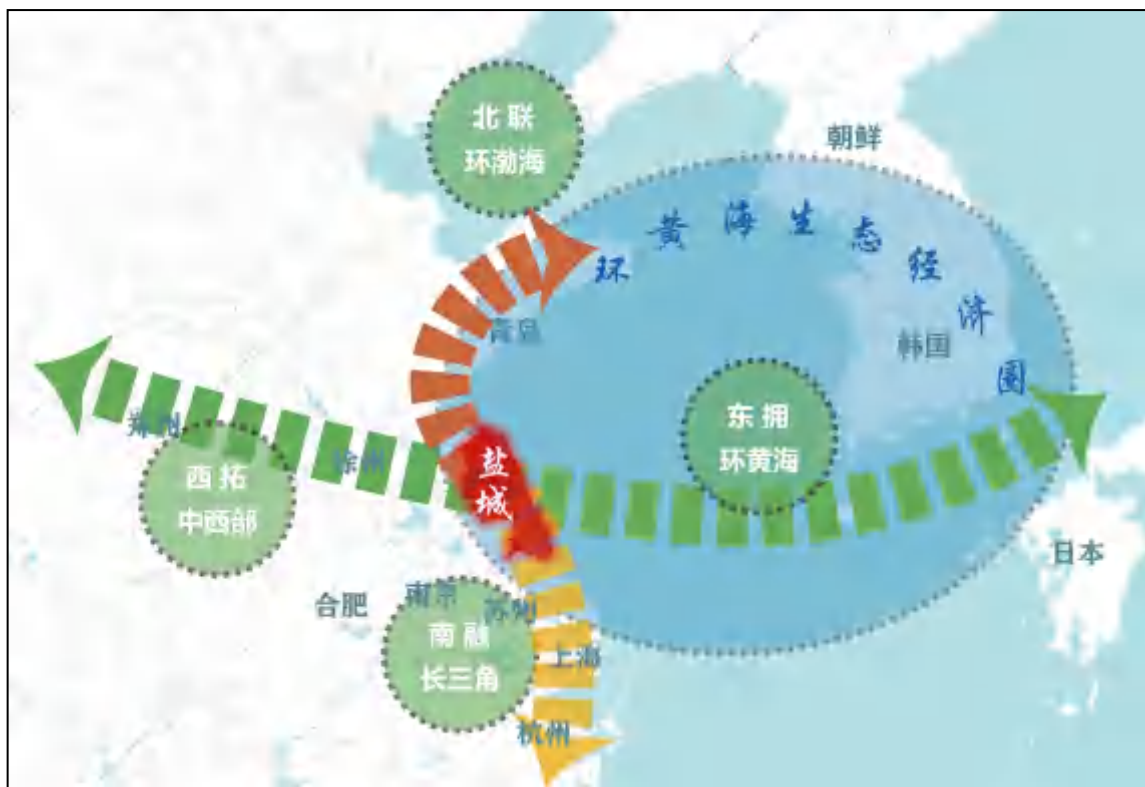 北联
环渤海
朝鲜
环黄海生态经济圈
青岛
韩国
郑州
徐州
西拓
中西部
盐城
东拥
环黄海
日本
合肥
南京
苏州
南融
长三角
上海
杭州